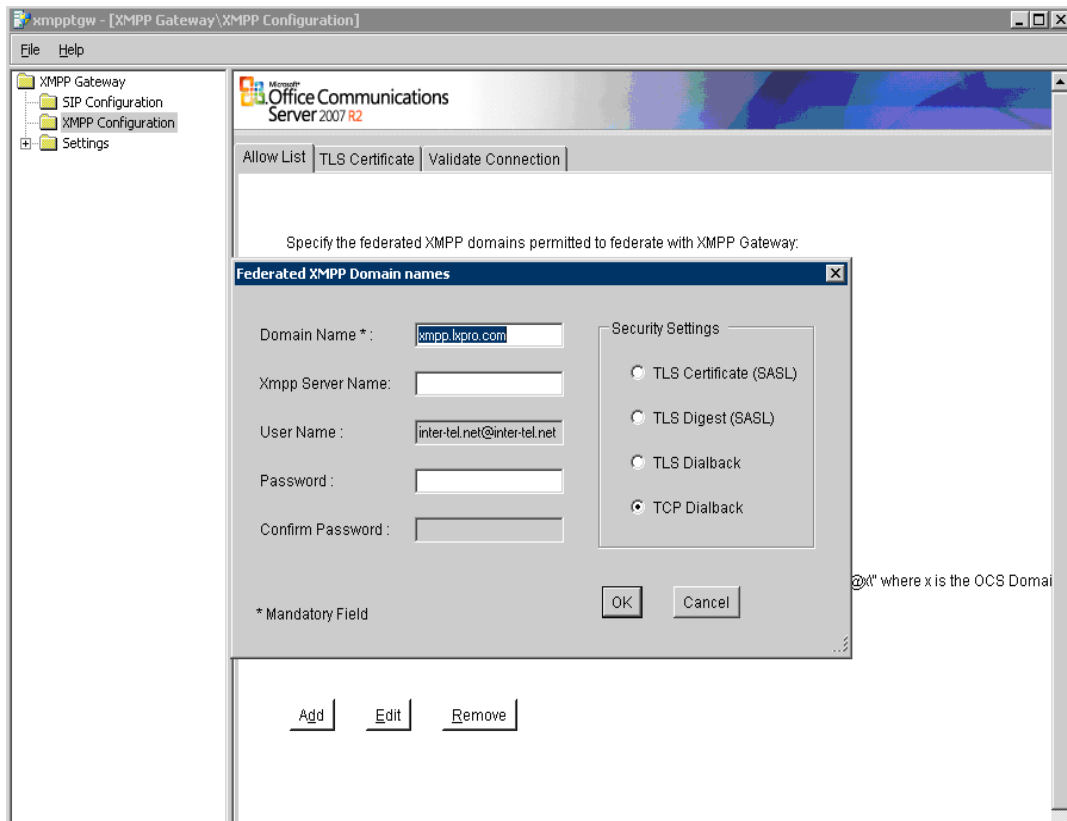 xmpptgw - [XMPP Gateway\XMPP Configuration]
File Help
XMPP Gateway
SIP Configuration
XMPP Configuration
Settings
Microsoft
Office Communications
Server 2007 R2
Allow List TLS Certificate Validate Connection
Specify the federated XMPP domains permitted to federate with XMPP Gateway:
Federated XMPP Domain names
Domain Name * : xmpp.lxpro.com
Xmpp Server Name:
User Name : inter-tel.net@inter-tel.net
Password :
Confirm Password :
* Mandatory Field
Security Settings
TLS Certificate (SASL)
TLS Digest (SASL)
TLS Dialback
TCP Dialback
OK Cancel
@x\" where x is the OCS Domai
Add Edit Remove